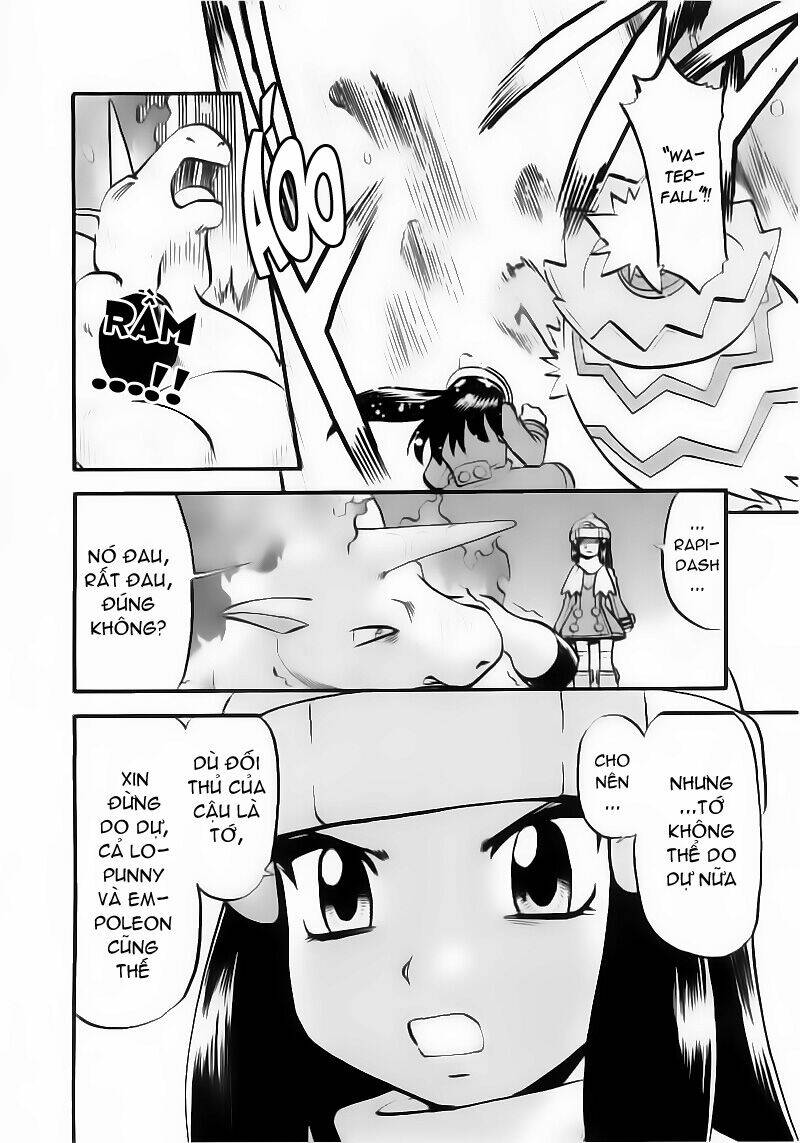 "WA-
TER-
FALL"!!
ÁOO
RẦM
....!!
...
RAPI-
DASH
...
NÓ ĐAU,
RẤT ĐAU,
ĐÚNG
KHÔNG?
NHƯNG
...TỚ
KHÔNG
THỂ DO
DỰ NỮA
CHO
NÊN
...
DÙ ĐỐI
THỦ CỦA
CẬU LÀ
TỚ,
XIN
ĐỪNG
DO DỰ,
CẢ LO-
PUNNY
VÀ EM-
POLEON
CŨNG
THẾ